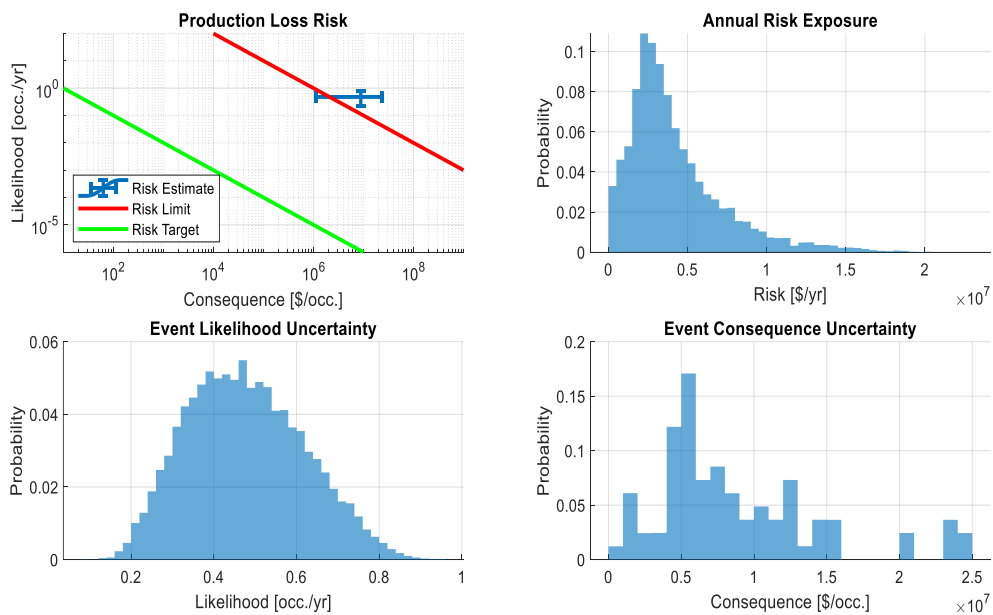 Production Loss Risk
Likelihood [occ./yr]
10^0
10^-5
Risk Estimate
Risk Limit
Risk Target
10^2
10^4
10^6
10^8
Consequence [$/occ.]
Annual Risk Exposure
Probability
0.1
0.08
0.06
0.04
0.02
0
0 0.5 1 1.5 2
Risk [$/yr]
×10^7
Event Likelihood Uncertainty
Probability
0.06
0.04
0.02
0
0.2 0.4 0.6 0.8 1
Likelihood [occ./yr]
Event Consequence Uncertainty
Probability
0.2
0.15
0.1
0.05
0
0 0.5 1 1.5 2 2.5
Consequence [$/occ.]
×10^7